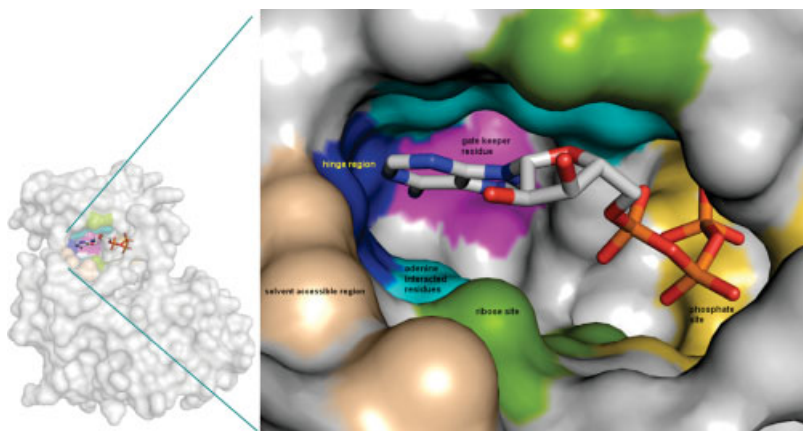 gate keeper
residue
hinge region
adenine
interacted
residues
solvent accessible region
ribose site
phosphate
site